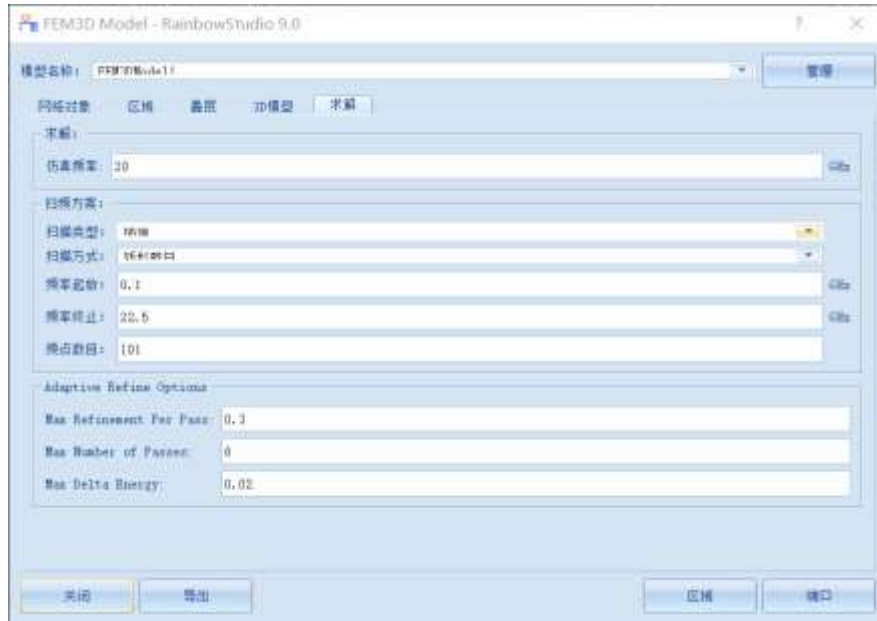 FEM3D Model - RainbowStudio 9.0
模型名称： FEM3DModel1 管理
网络对象 区域 叠层 3D模型 求解
求解：
仿真频率： 20 GHz
扫频方案：
扫描类型：
扫描方式：
频率起始： 0.1 GHz
频率终止： 22.5 GHz
频点数目： 101
Adaptive Refine Options
Max Refinement Per Pass: 0.3
Max Number of Passes: 6
Max Delta Energy: 0.02
关闭 导出 区域 端口